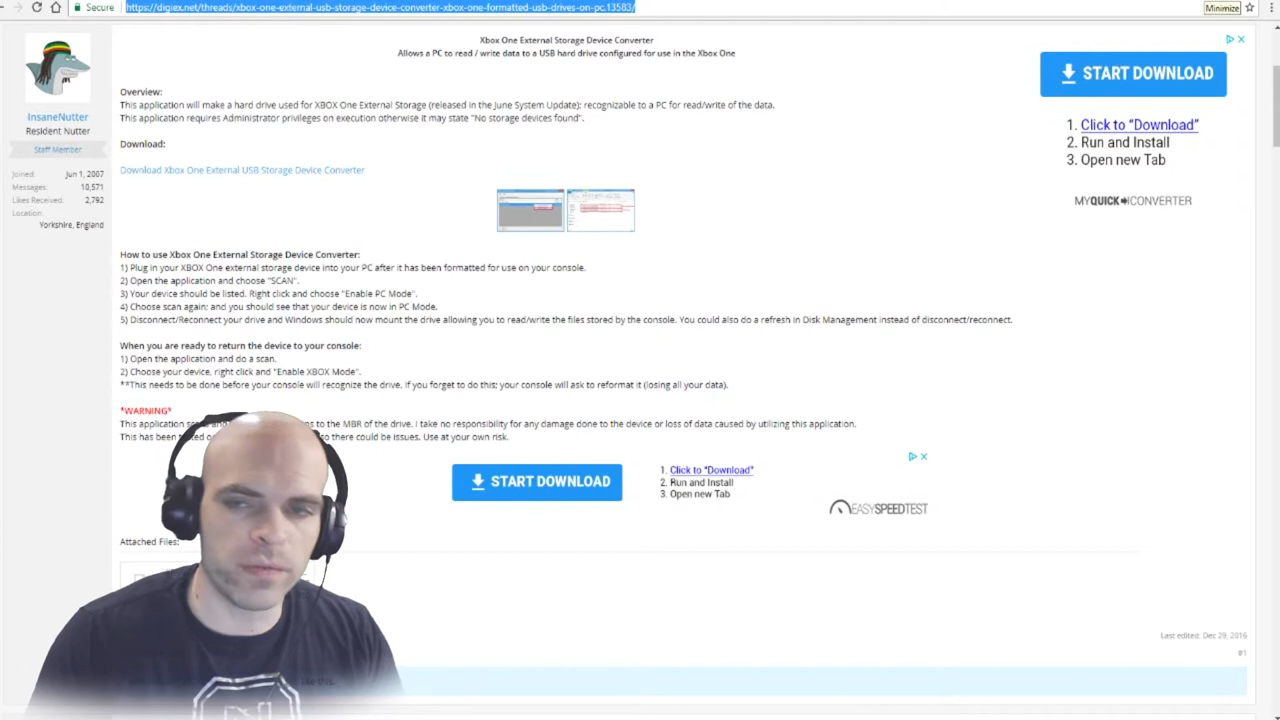 Secure
https://digiex.net/threads/xbox-one-external-usb-storage-device-converter-xbox-one-formatted-usb-drives-on-pc.13583/
Minimize
Xbox One External Storage Device Converter
Allows a PC to read / write data to a USB hard drive configured for use in the Xbox One
InsaneNutter
Resident Nutter
Staff Member
Joined: Jun 1, 2007
Messages: 10,571
Likes Received: 2,792
Location:
Yorkshire, England
Overview:
This application will make a hard drive used for XBOX One External Storage (released in the June System Update); recognizable to a PC for read/write of the data.
This application requires Administrator privileges on execution otherwise it may state "No storage devices found".
Download:
Download Xbox One External USB Storage Device Converter
How to use Xbox One External Storage Device Converter:
1) Plug in your XBOX One external storage device into your PC after it has been formatted for use on your console.
2) Open the application and choose "SCAN".
3) Your device should be listed. Right click and choose "Enable PC Mode".
4) Choose scan again; and you should see that your device is now in PC Mode.
5) Disconnect/Reconnect your drive and Windows should now mount the drive allowing you to read/write the files stored by the console. You could also do a refresh in Disk Management instead of disconnect/reconnect.
When you are ready to return the device to your console:
1) Open the application and do a scan.
2) Choose your device, right click and "Enable XBOX Mode".
**This needs to be done before your console will recognize the drive. If you forget to do this; your console will ask to reformat it (losing all your data).
*WARNING*
This application to the MBR of the drive. I take no responsibility for any damage done to the device or loss of data caused by utilizing this application.
This has been so there could be issues. Use at your own risk.
START DOWNLOAD
1. Click to "Download"
2. Run and Install
3. Open new Tab
EASYSPEEDTEST
Attached Files:
Last edited: Dec 29, 2016
#1
like this.
START DOWNLOAD
1. Click to "Download"
2. Run and Install
3. Open new Tab
MYQUICKCONVERTER